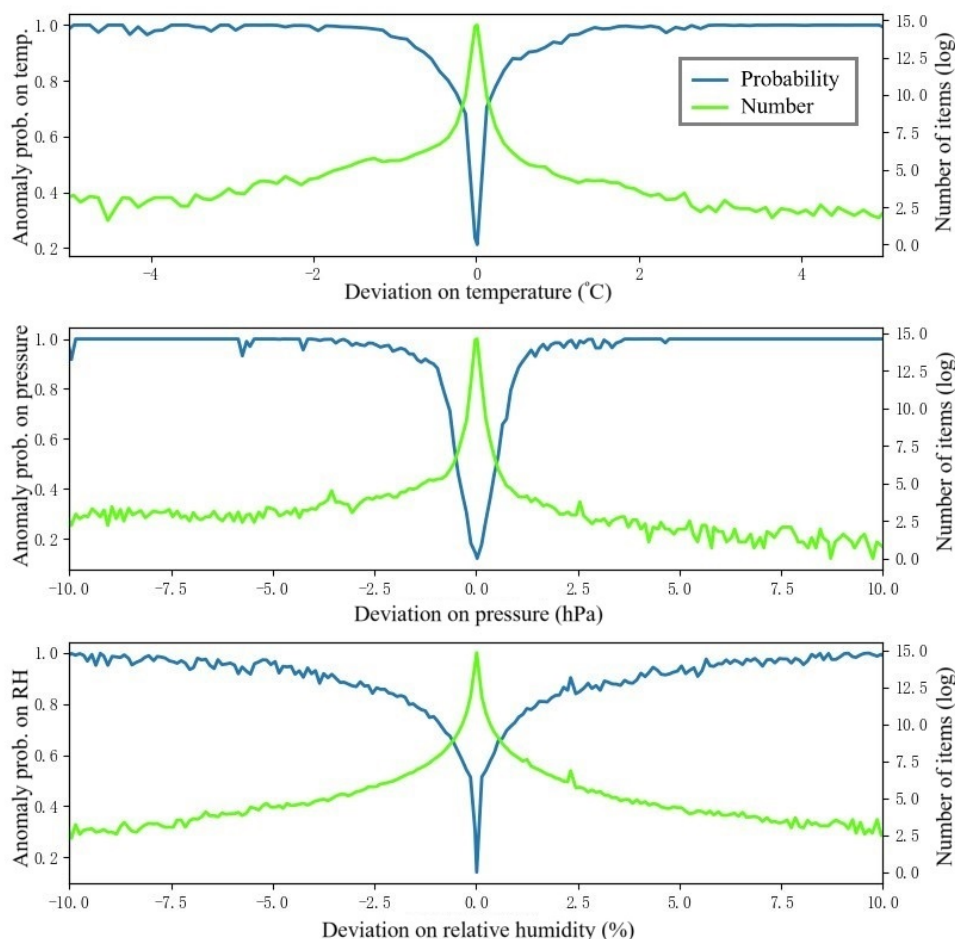 Anomaly prob. on temp.
1.0
0.8
0.6
0.4
0.2
Probability
Number
15.0
12.5
10.0
7.5
5.0
2.5
0.0
Number of items (log)
-4 -2 0 2 4
Deviation on temperature (°C)
Anomaly prob. on pressure
1.0
0.8
0.6
0.4
0.2
15.0
12.5
10.0
7.5
5.0
2.5
0.0
Number of items (log)
-10.0 -7.5 -5.0 -2.5 0.0 2.5 5.0 7.5 10.0
Deviation on pressure (hPa)
Anomaly prob. on RH
1.0
0.8
0.6
0.4
0.2
15.0
12.5
10.0
7.5
5.0
2.5
0.0
Number of items (log)
-10.0 -7.5 -5.0 -2.5 0.0 2.5 5.0 7.5 10.0
Deviation on relative humidity (%)